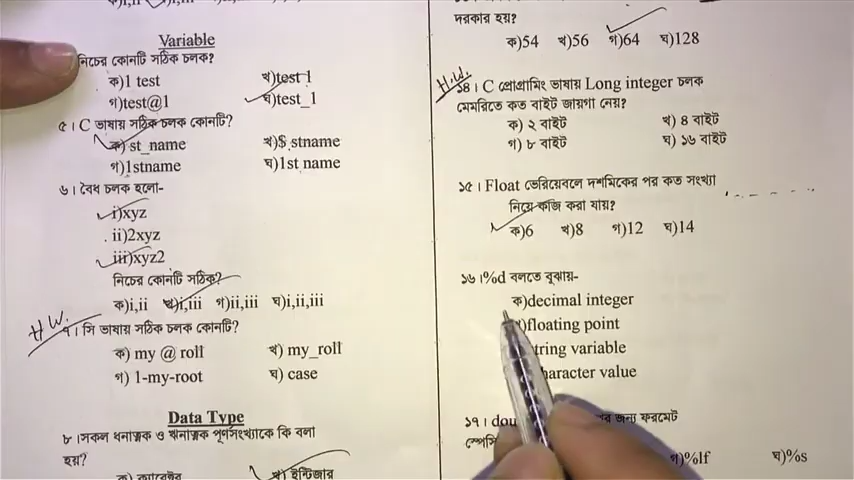 Variable
নিচের কোনটি সঠিক চলক?
ক)1 test খ)test 1
গ)test@1 ঘ)test_1
৫। C ভাষায় সঠিক চলক কোনটি?
ক) st_name খ)$ stname
গ)1stname ঘ)1st name
৬। বৈধ চলক হলো-
i)xyz
ii)2xyz
iii)xyz2
নিচের কোনটি সঠিক?
ক)i,ii খ)i,iii গ)ii,iii ঘ)i,ii,iii
H.W.
৭। সি ভাষায় সঠিক চলক কোনটি?
ক) my @ roll খ) my_roll
গ) 1-my-root ঘ) case
Data Type
৮।সকল ধনাত্মক ও ঋনাত্মক পূর্ণসংখ্যাকে কি বলা
হয়?
খ) ইন্টিজার
দরকার হয়?
ক)54 খ)56 গ)64 ঘ)128
H.W.
১৪। C প্রোগ্রামিং ভাষায় Long integer চলক
মেমরিতে কত বাইট জায়গা নেয়?
ক) ২ বাইট খ) ৪ বাইট
গ) ৮ বাইট ঘ) ১৬ বাইট
১৫। Float ভেরিয়েবলে দশমিকের পর কত সংখ্যা
নিয়ে কাজ করা যায়?
ক)6 খ)8 গ)12 ঘ)14
১৬।%d বলতে বুঝায়-
ক)decimal integer
floating point
string variable
character value
১৭। dou জন্য ফরমেট
গ)%lf ঘ)%s